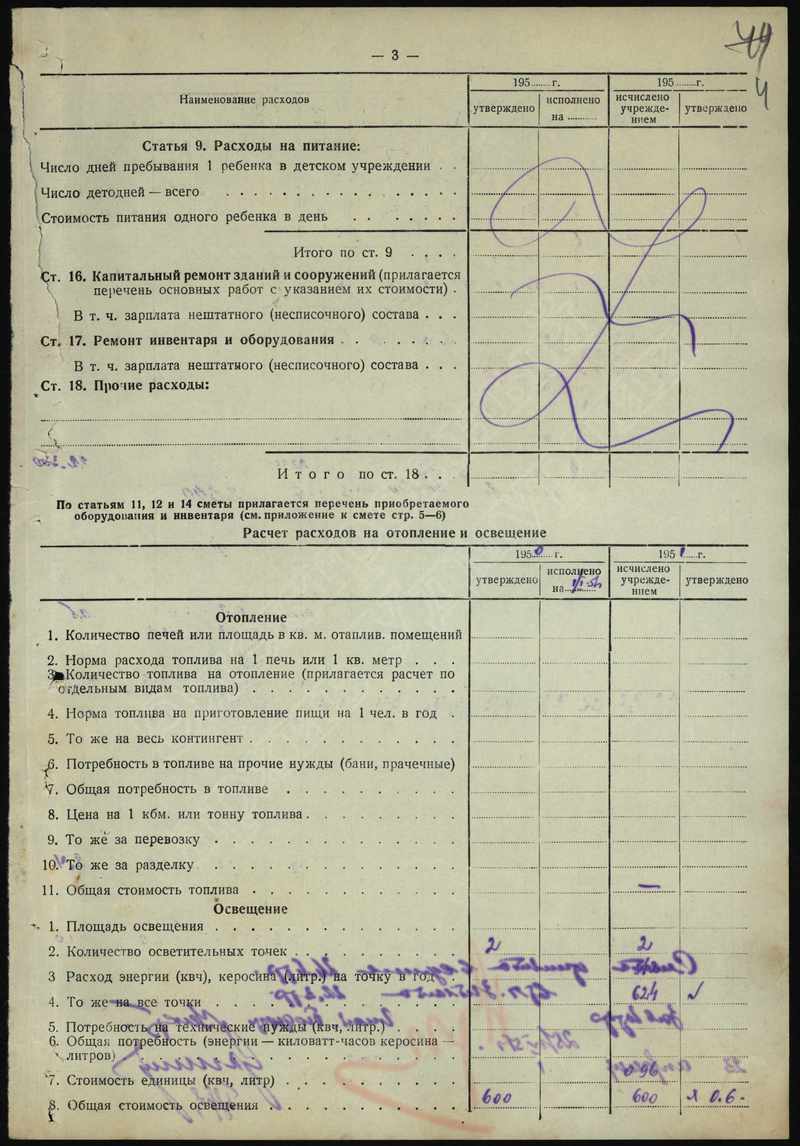 — 3 —
4
Наименование расходов
195......г.
195......г.
утверждено
исполнено
на..........
исчислено
учрежде-
нием
утверждено
Статья 9. Расходы на питание:
Число дней пребывания 1 ребенка в детском учреждении . .
Число детодней — всего . . . . . . . . . . . . . . . .
Стоимость питания одного ребенка в день . . . . . . .
Итого по ст. 9 . . . .
Ст. 16. Капитальный ремонт зданий и сооружений (прилагается
перечень основных работ с указанием их стоимости) .
В т. ч. зарплата нештатного (несписочного) состава . . .
Ст. 17. Ремонт инвентаря и оборудования . . . . . . . .
В т. ч. зарплата нештатного (несписочного) состава . . .
Ст. 18. Прочие расходы:
Итого по ст. 18 . .
По статьям 11, 12 и 14 сметы прилагается перечень приобретаемого
оборудования и инвентаря (см. приложение к смете стр. 5—6)
Расчет расходов на отопление и освещение
1950 г.
1951 г.
утверждено
исполнено
на
исчислено
учрежде-
нием
утверждено
Отопление
1. Количество печей или площадь в кв. м. отаплив. помещений
2. Норма расхода топлива на 1 печь или 1 кв. метр . . .
3. Количество топлива на отопление (прилагается расчет по
отдельным видам топлива) . . . . . . . . . . . .
4. Норма топлива на приготовление пищи на 1 чел. в год .
5. То же на весь контингент . . . . . . . . . . . . .
6. Потребность в топливе на прочие нужды (бани, прачечные)
7. Общая потребность в топливе . . . . . . . . . .
8. Цена на 1 кбм. или тонну топлива . . . . . . . . .
9. То же за перевозку . . . . . . . . . . . . . .
10. То же за разделку . . . . . . . . . . . . . .
11. Общая стоимость топлива . . . . . . . . . . . . —
Освещение
1. Площадь освещения . . . . . . . . . . . . . .
2. Количество осветительных точек . . . . . . . . . 2 2
3 Расход энергии (квч), керосина (литр.) на точку в год
4. То же на все точки . . . . . . . . . . . . . . 624
5. Потребность на технические нужды (квч, литр.) . . . .
6. Общая потребность (энергии — киловатт-часов керосина —
литров) . . . . . . . . . . . . . . . . . . .
7. Стоимость единицы (квч, литр) . . . . . . . . . . 0 96
8. Общая стоимость освещения . . . . . . . . . . . 600 600 0.6-